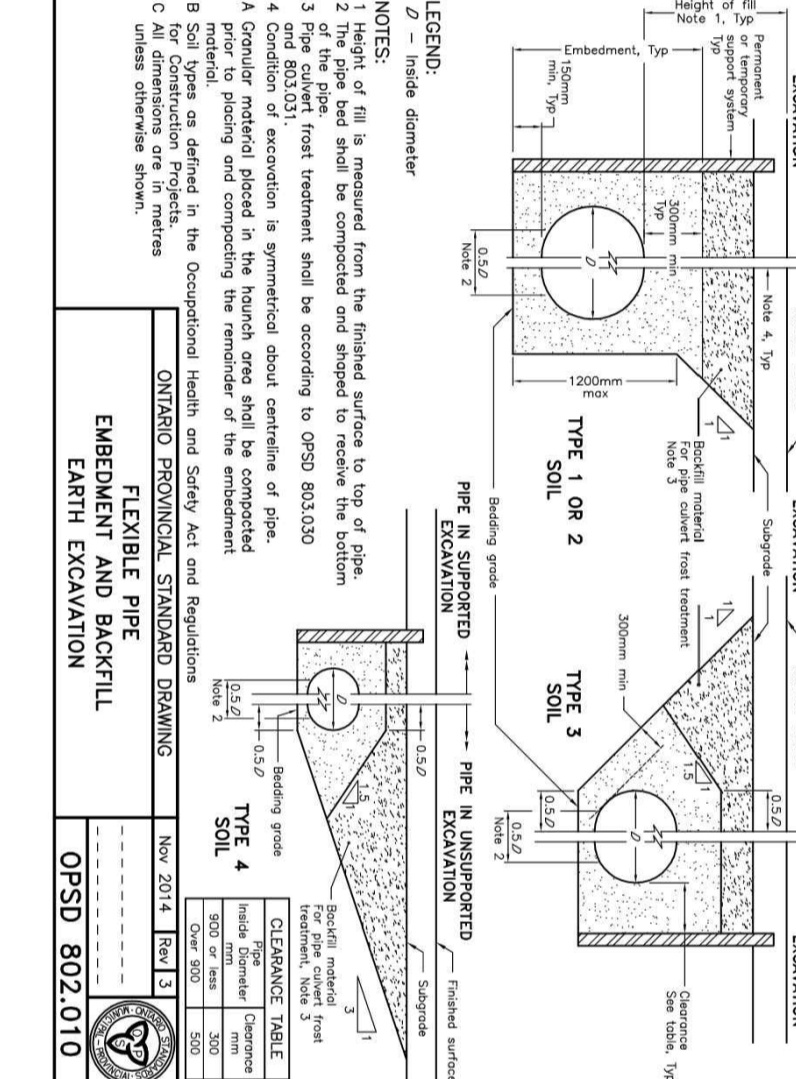 Height of fill
Note 1, Typ
Permanent
or temporary
support system
Typ
Embedment, Typ
150mm
min, Typ
300mm min
Typ
D
0.5D
Note 2
Note 4, Typ
1200mm
max
1
1
Backfill material
For pipe culvert frost treatment
Note 3
Subgrade
TYPE 1 OR 2
SOIL
TYPE 3
SOIL
1
1
300mm min
1
1.5
0.5D
D
0.5D
0.5D
Note 2
Clearance
See table, Typ
Bedding grade
PIPE IN SUPPORTED
EXCAVATION
PIPE IN UNSUPPORTED
EXCAVATION
Finished surface
Subgrade
0.5D
D
1
1.5
1
3
0.5D
Note 2
0.5D
Bedding grade
TYPE 4
SOIL
Backfill material
For pipe culvert frost
treatment, Note 3
LEGEND:
D – Inside diameter
NOTES:
1 Height of fill is measured from the finished surface to top of pipe.
2 The pipe bed shall be compacted and shaped to receive the bottom
of the pipe.
3 Pipe culvert frost treatment shall be according to OPSD 803.030
and 803.031.
4 Condition of excavation is symmetrical about centreline of pipe.
A Granular material placed in the haunch area shall be compacted
prior to placing and compacting the remainder of the embedment
material.
B Soil types as defined in the Occupational Health and Safety Act and Regulations
for Construction Projects.
C All dimensions are in metres
unless otherwise shown.
CLEARANCE TABLE
Pipe
Inside Diameter
mm
Clearance
mm
900 or less 300
Over 900 500
ONTARIO PROVINCIAL STANDARD DRAWING
Nov 2014 Rev 3
FLEXIBLE PIPE
EMBEDMENT AND BACKFILL
EARTH EXCAVATION
OPSD 802.010